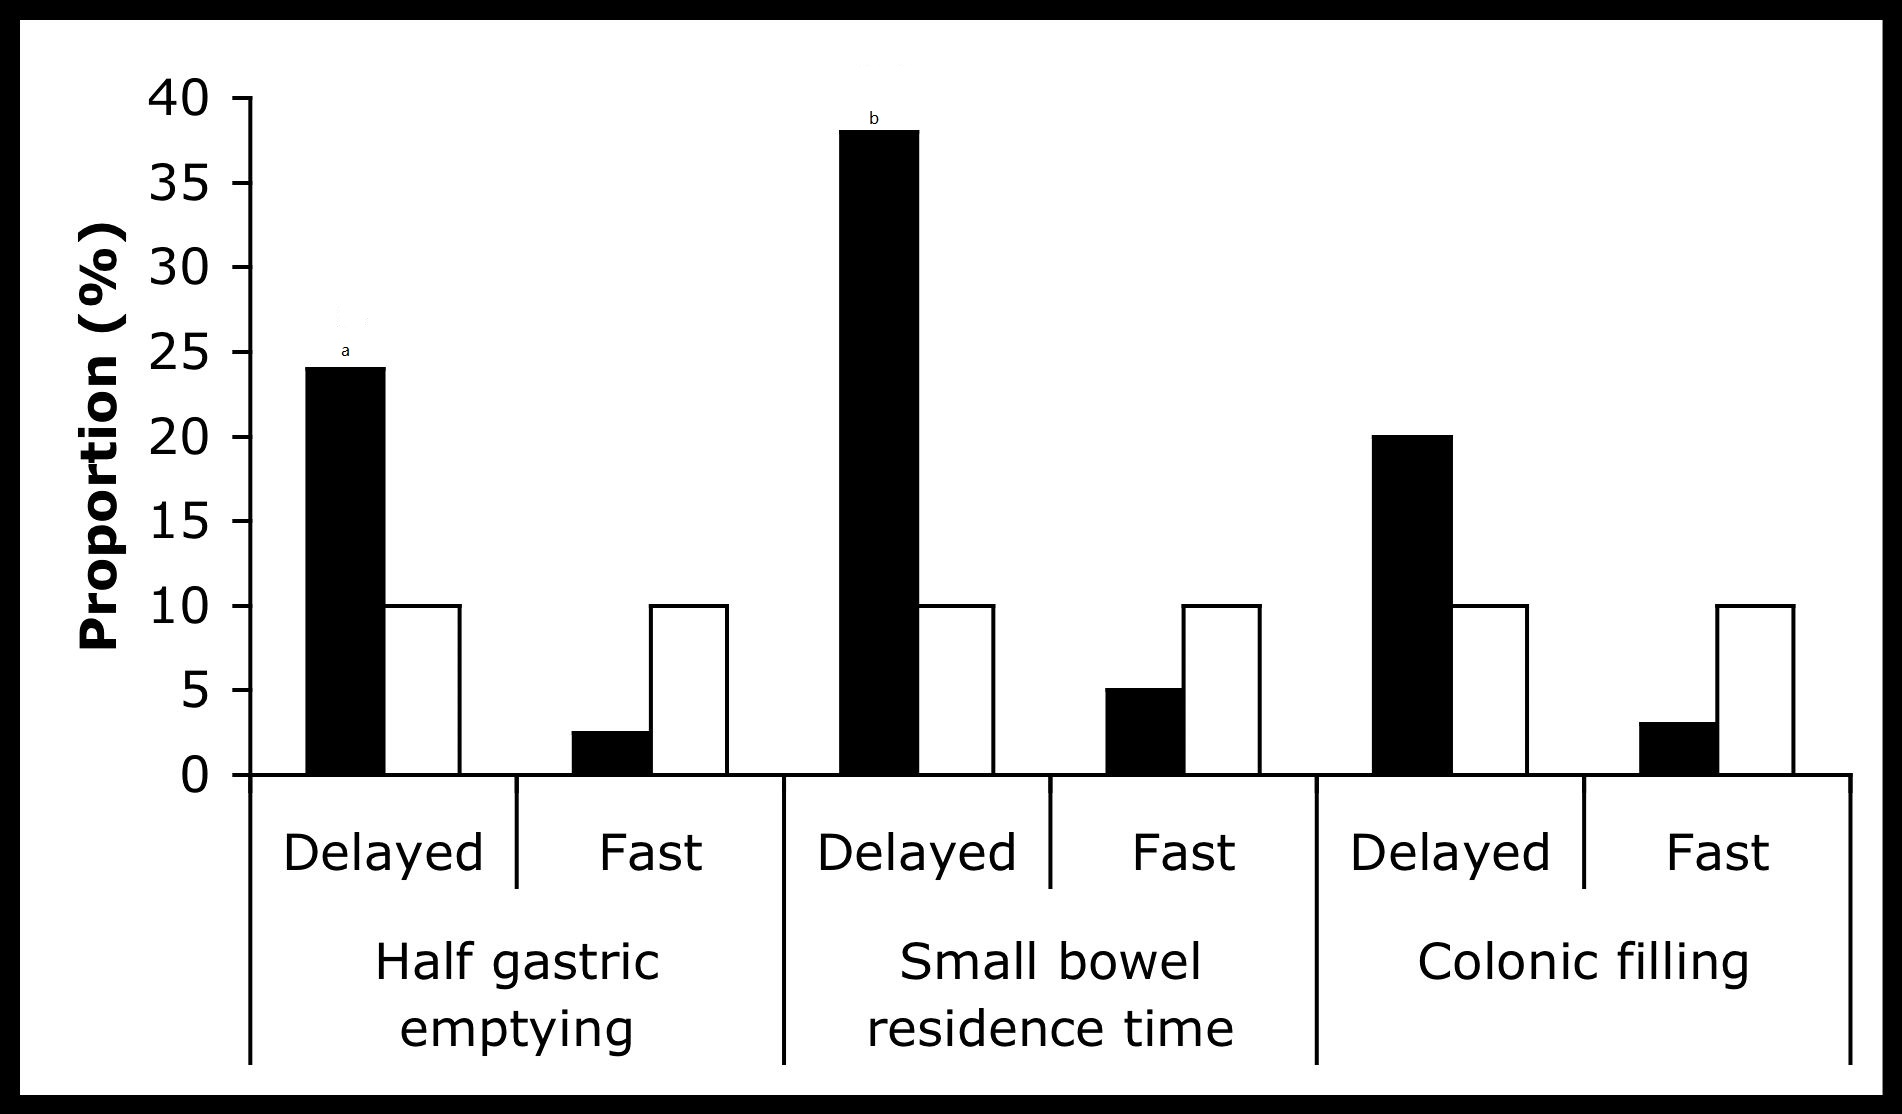 Proportion (%)
40
35
30
25
20
15
10
5
0
a
b
Delayed
Fast
Delayed
Fast
Delayed
Fast
Half gastric
emptying
Small bowel
residence time
Colonic filling